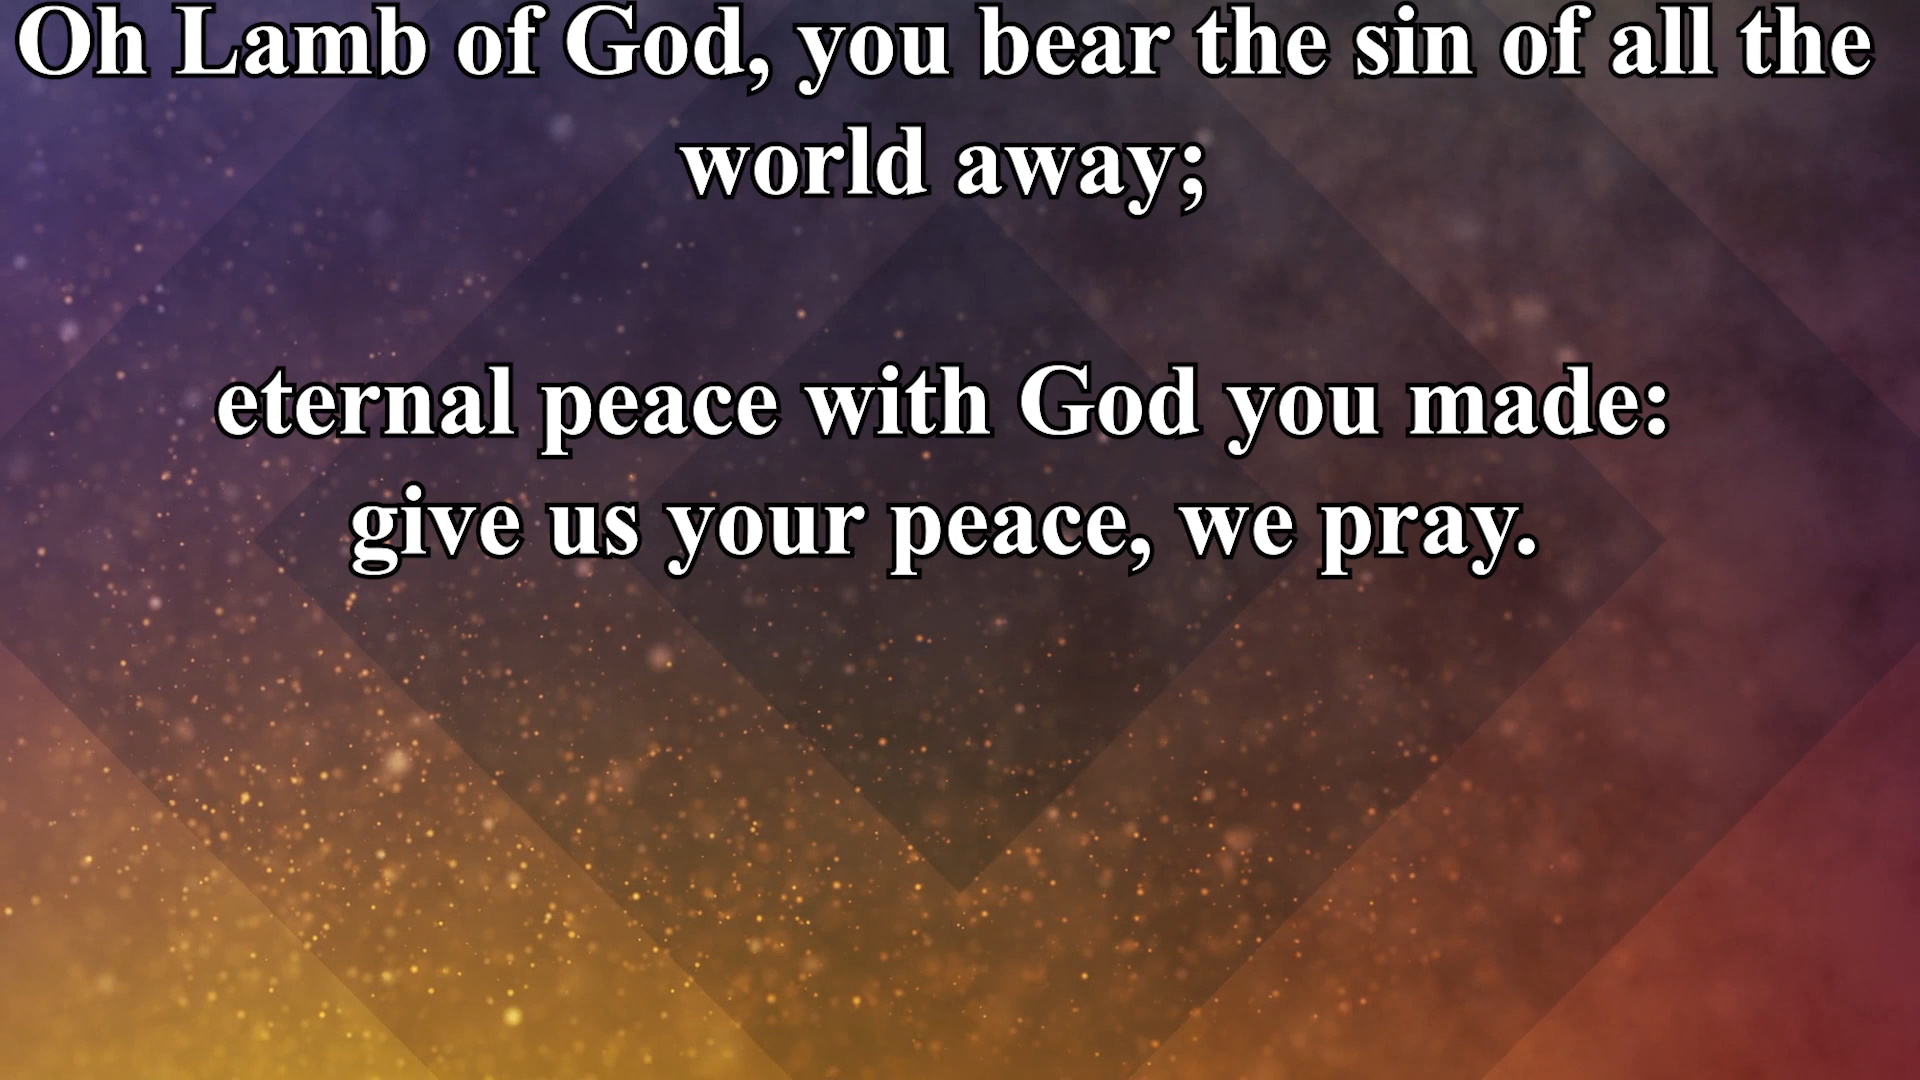 Oh Lamb of God, you bear the sin of all the
world away;
eternal peace with God you made:
give us your peace, we pray.